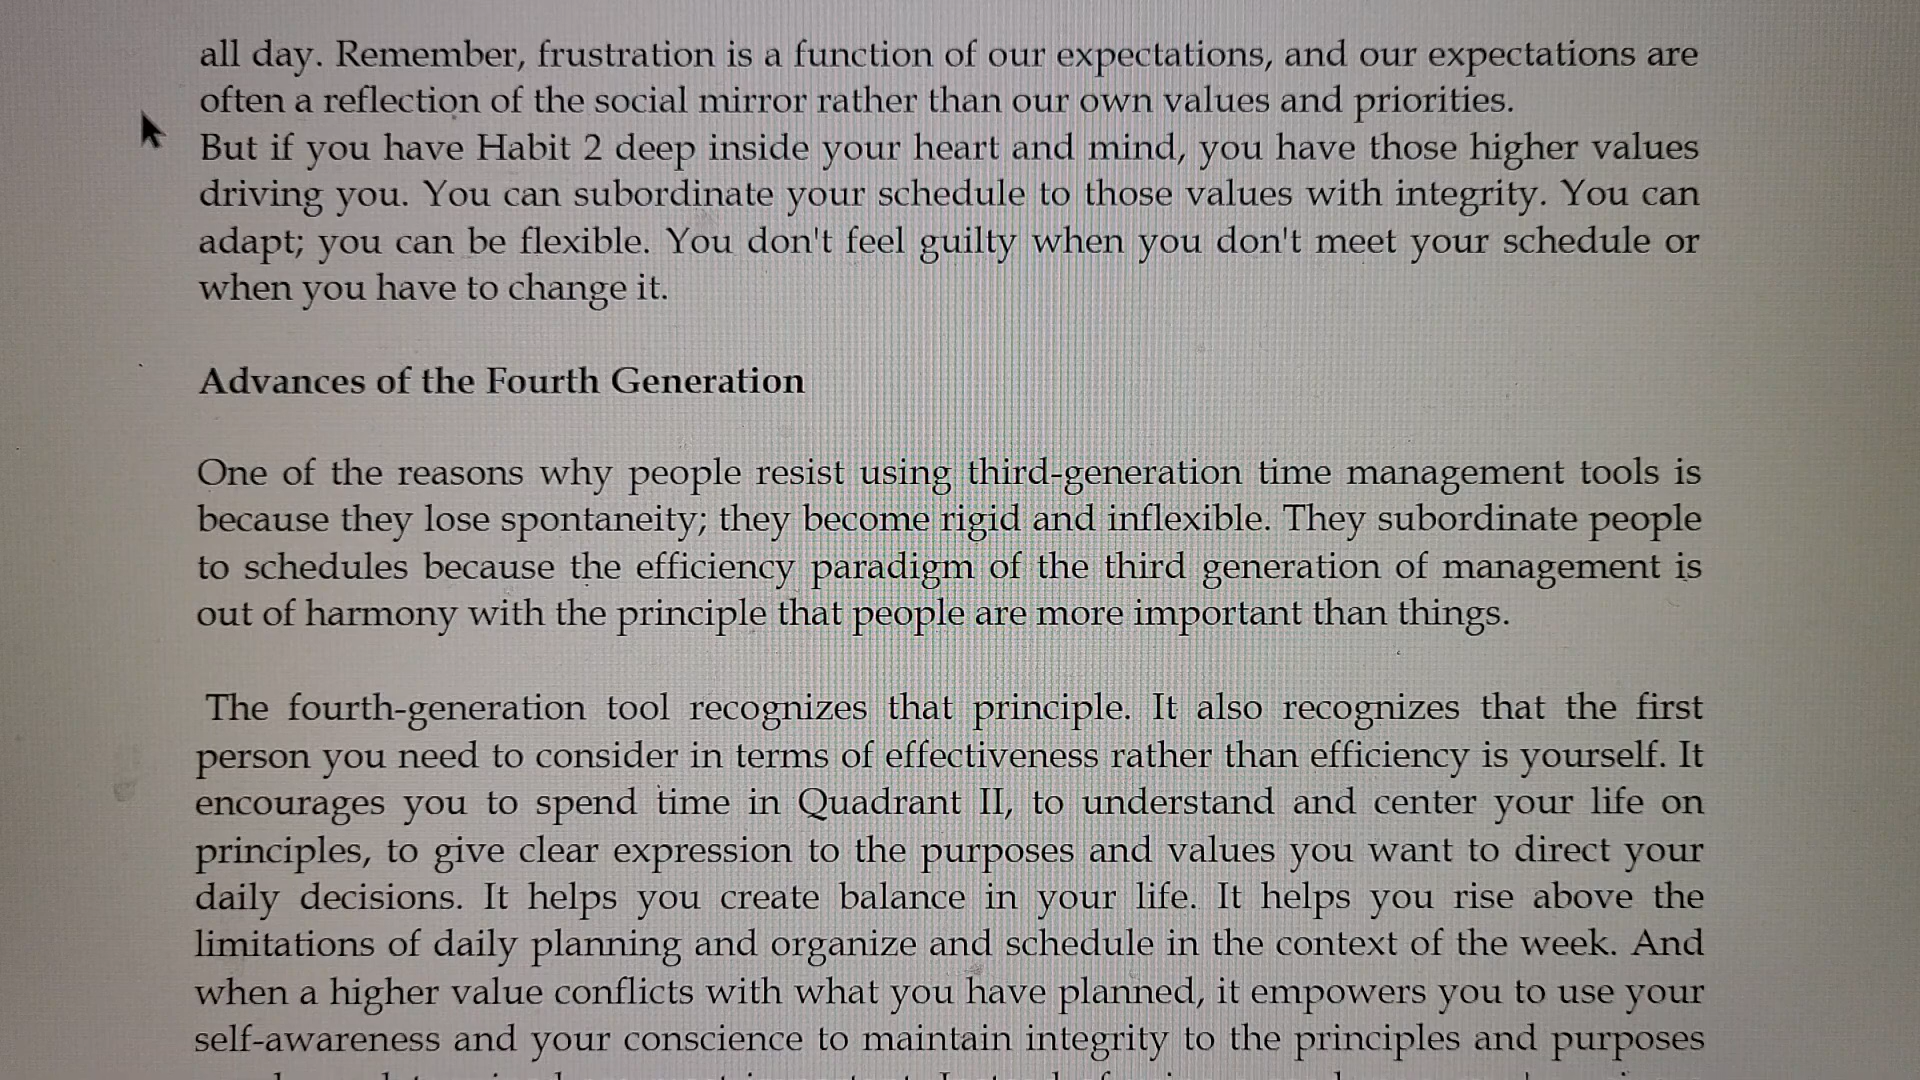 all day. Remember, frustration is a function of our expectations, and our expectations are
often a reflection of the social mirror rather than our own values and priorities.
But if you have Habit 2 deep inside your heart and mind, you have those higher values
driving you. You can subordinate your schedule to those values with integrity. You can
adapt; you can be flexible. You don't feel guilty when you don't meet your schedule or
when you have to change it.
Advances of the Fourth Generation
One of the reasons why people resist using third-generation time management tools is
because they lose spontaneity; they become rigid and inflexible. They subordinate people
to schedules because the efficiency paradigm of the third generation of management is
out of harmony with the principle that people are more important than things.
The fourth-generation tool recognizes that principle. It also recognizes that the first
person you need to consider in terms of effectiveness rather than efficiency is yourself. It
encourages you to spend time in Quadrant II, to understand and center your life on
principles, to give clear expression to the purposes and values you want to direct your
daily decisions. It helps you create balance in your life. It helps you rise above the
limitations of daily planning and organize and schedule in the context of the week. And
when a higher value conflicts with what you have planned, it empowers you to use your
self-awareness and your conscience to maintain integrity to the principles and purposes